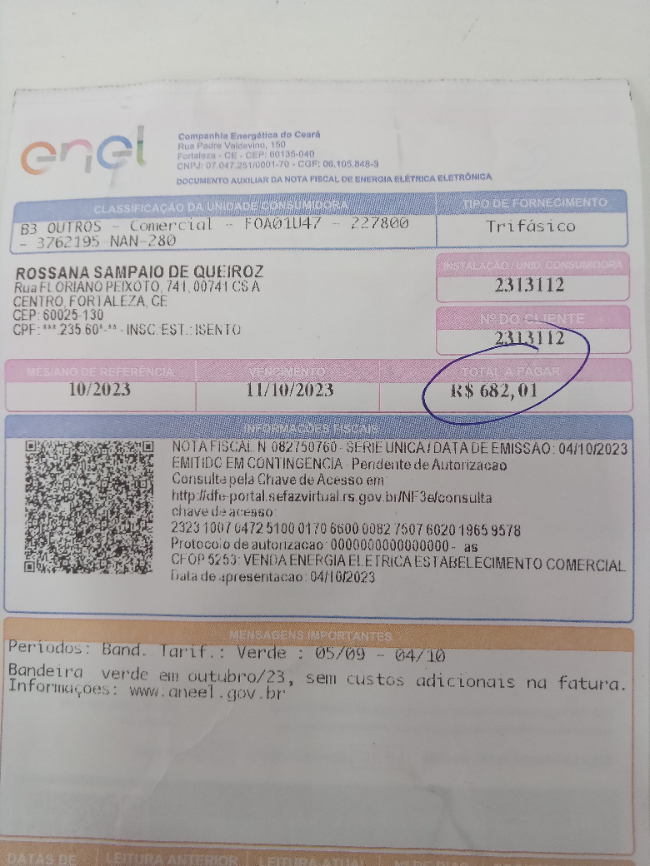 enel
Companhia Energética do Ceará
Rua Padre Valdevino, 150
Fortaleza - CE - CEP: 60135-040
CNPJ: 07.047.251/0001-70 - CGF: 06.105.848-3
DOCUMENTO AUXILIAR DA NOTA FISCAL DE ENERGIA ELÉTRICA ELETRÔNICA
CLASSIFICAÇÃO DA UNIDADE CONSUMIDORA
TIPO DE FORNECIMENTO
B3 OUTROS - Comercial - FOA01U47 - 227800
- 3762195 NAN-280
Trifásico
ROSSANA SAMPAIO DE QUEIROZ
Rua FLORIANO PEIXOTO, 741, 00741 CS A
CENTRO, FORTALEZA, CE
CEP: 60025-130
CPF: ***.235.60*-** - INSC. EST.: ISENTO
INSTALAÇÃO / UNID. CONSUMIDORA
2313112
Nº DO CLIENTE
2313112
MÊS/ANO DE REFERÊNCIA
VENCIMENTO
TOTAL A PAGAR
10/2023
11/10/2023
R$ 682,01
INFORMAÇÕES FISCAIS
NOTA FISCAL N 082750760 - SERIE UNICA / DATA DE EMISSÃO: 04/10/2023
EMITIDO EM CONTINGÊNCIA - Pendente de Autorizacao
Consulta pela Chave de Acesso em:
http://dfe-portal.sefazvirtual.rs.gov.br/NF3e/consulta
chave de acesso:
2323 1007 0472 5100 0170 6600 0082 7507 6020 1965 9578
Protocolo de autorizacao: 0000000000000000 - as
CFOP 5253: VENDA ENERGIA ELETRICA ESTABELECIMENTO COMERCIAL
Data de apresentacao: 04/10/2023
MENSAGENS IMPORTANTES
Períodos: Band. Tarif.: Verde : 05/09 - 04/10
Bandeira verde em outubro/23, sem custos adicionais na fatura.
Informações: www.aneel.gov.br
DATAS DE
LEITURA ANTERIOR
LEITURA ATUAL